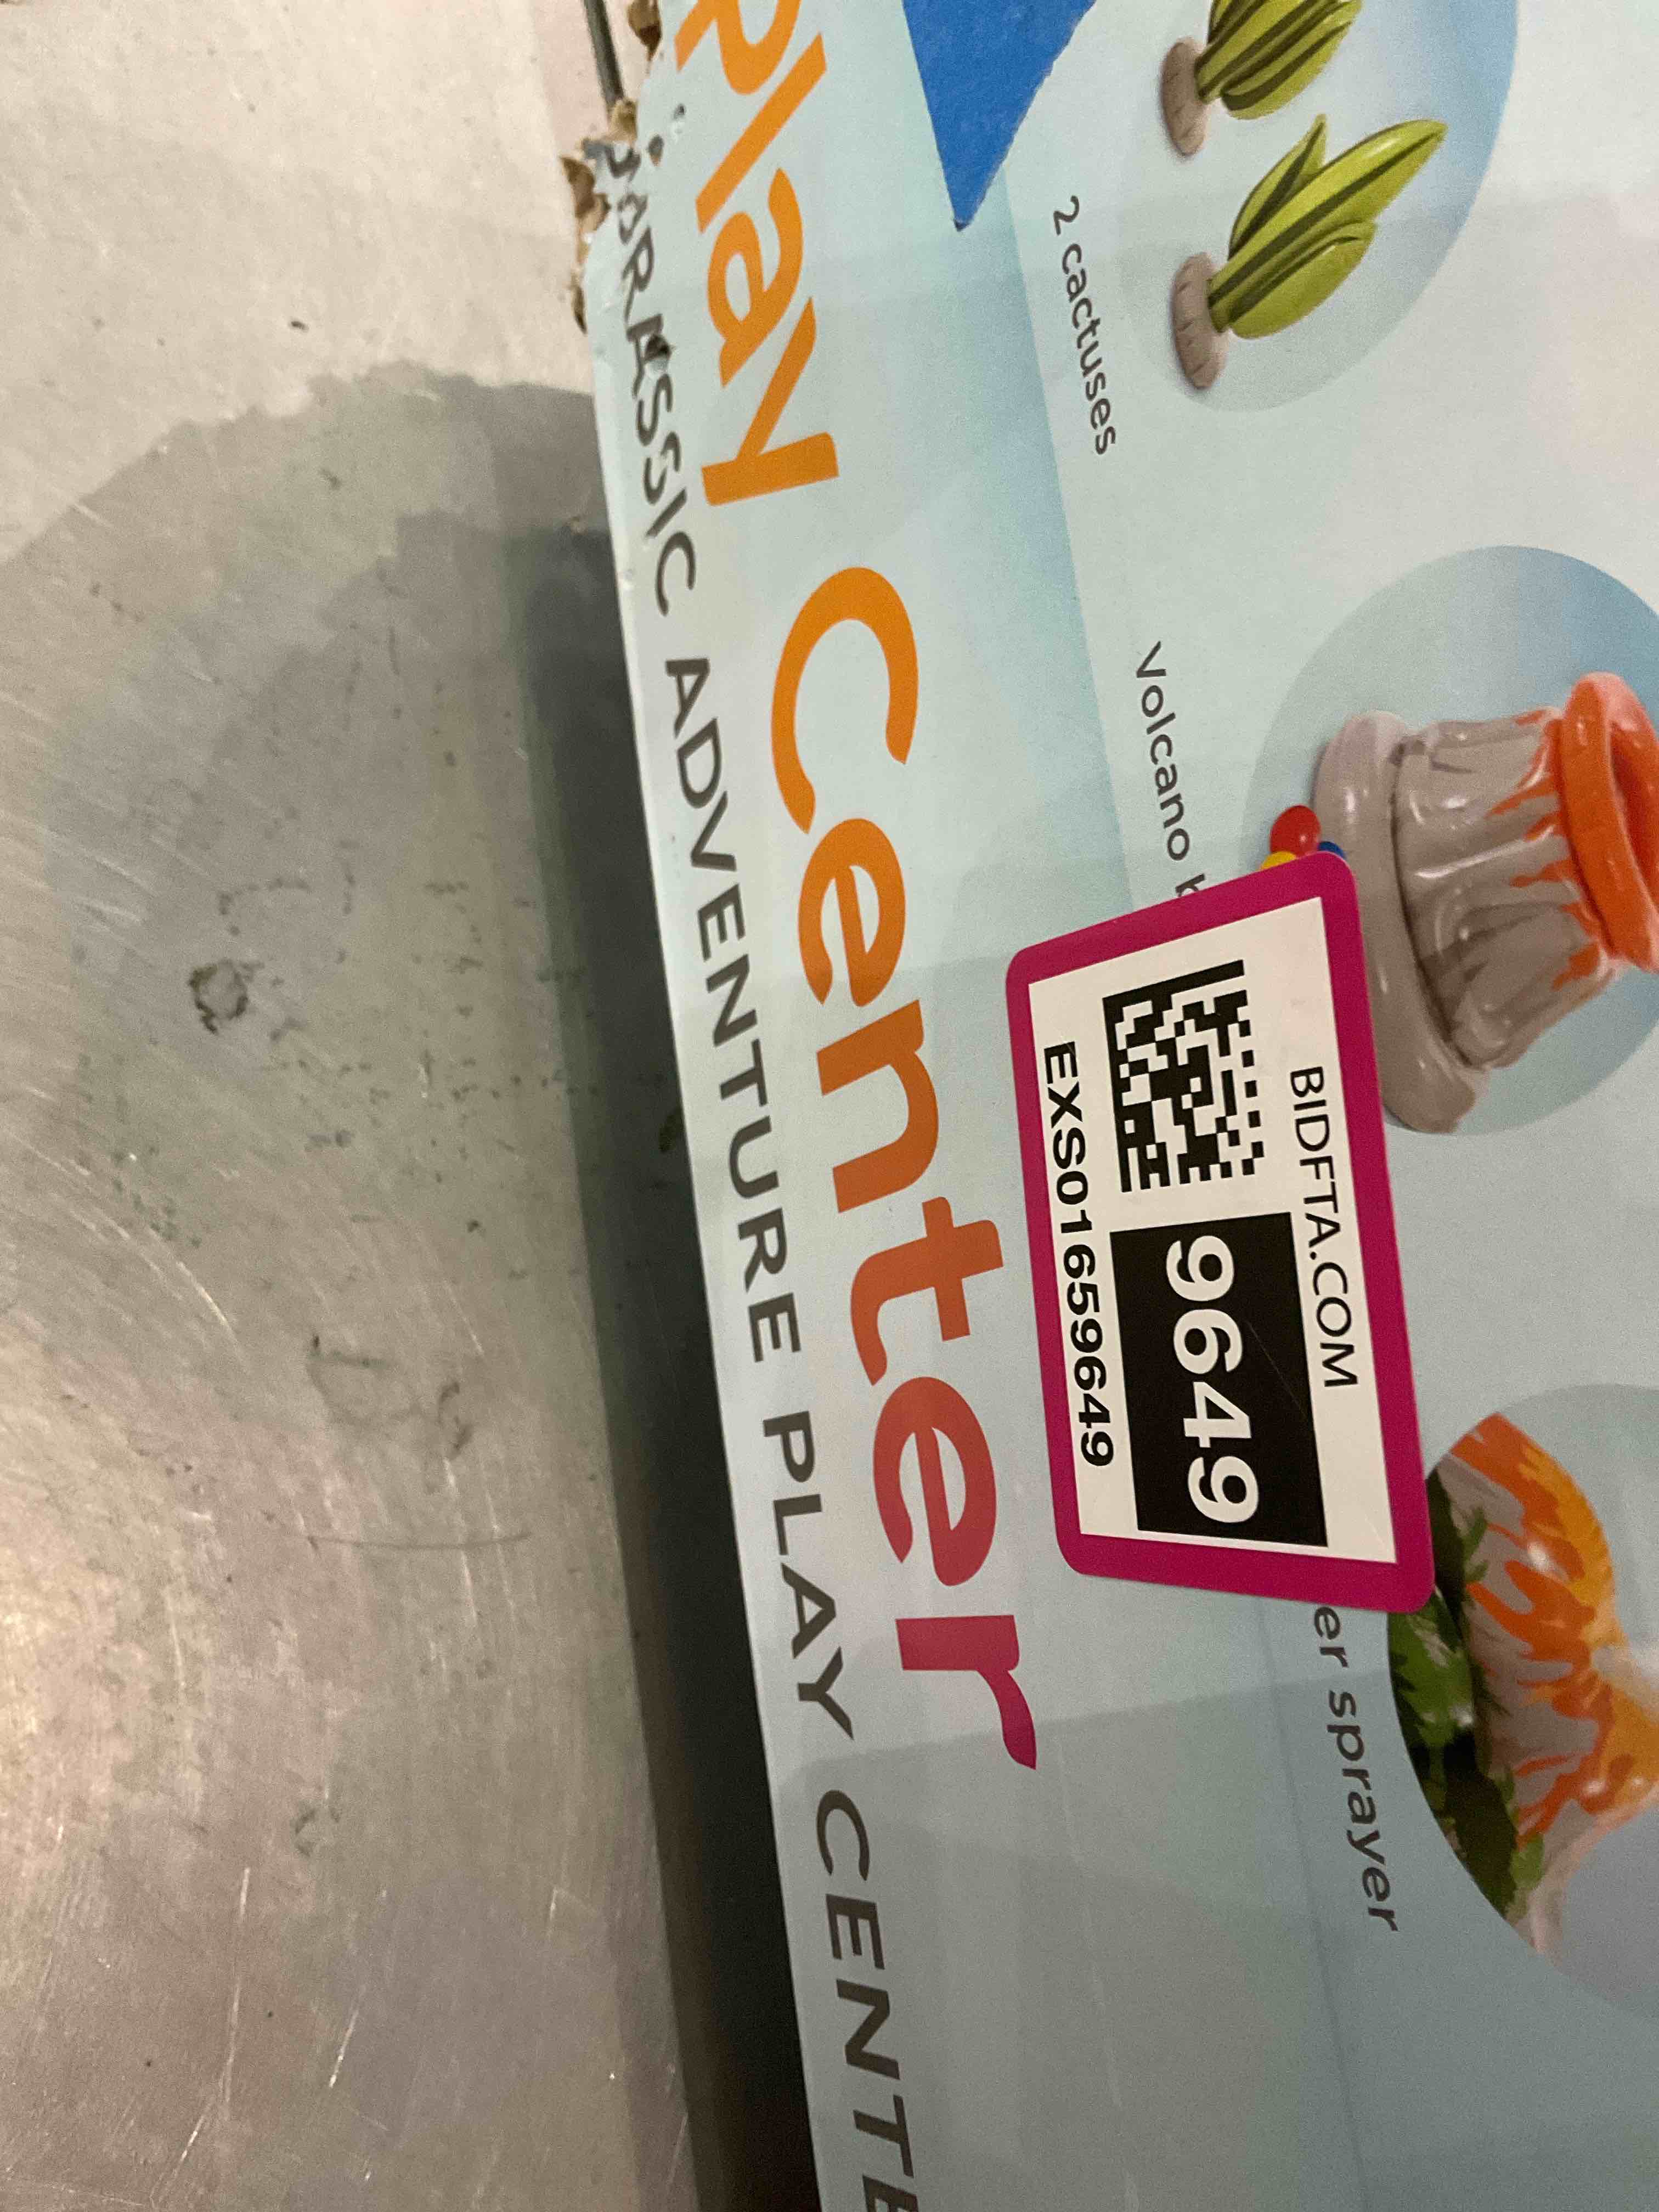 2 cactuses
Volcano
er sprayer
BIDFTA.COM
9649
EXS01659649
Play Center
JURASSIC ADVENTURE PLAY CENTE